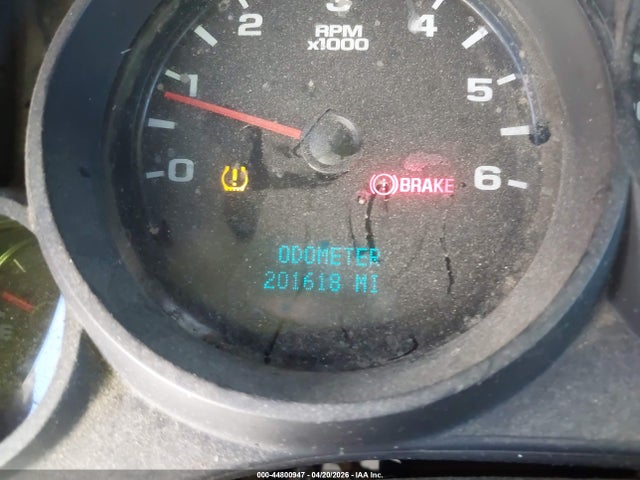 0 1 2 3 4 5 6
RPM
x1000
BRAKE
ODOMETER
201618 MI
000-44800947 - 04/20/2026 - IAA Inc.